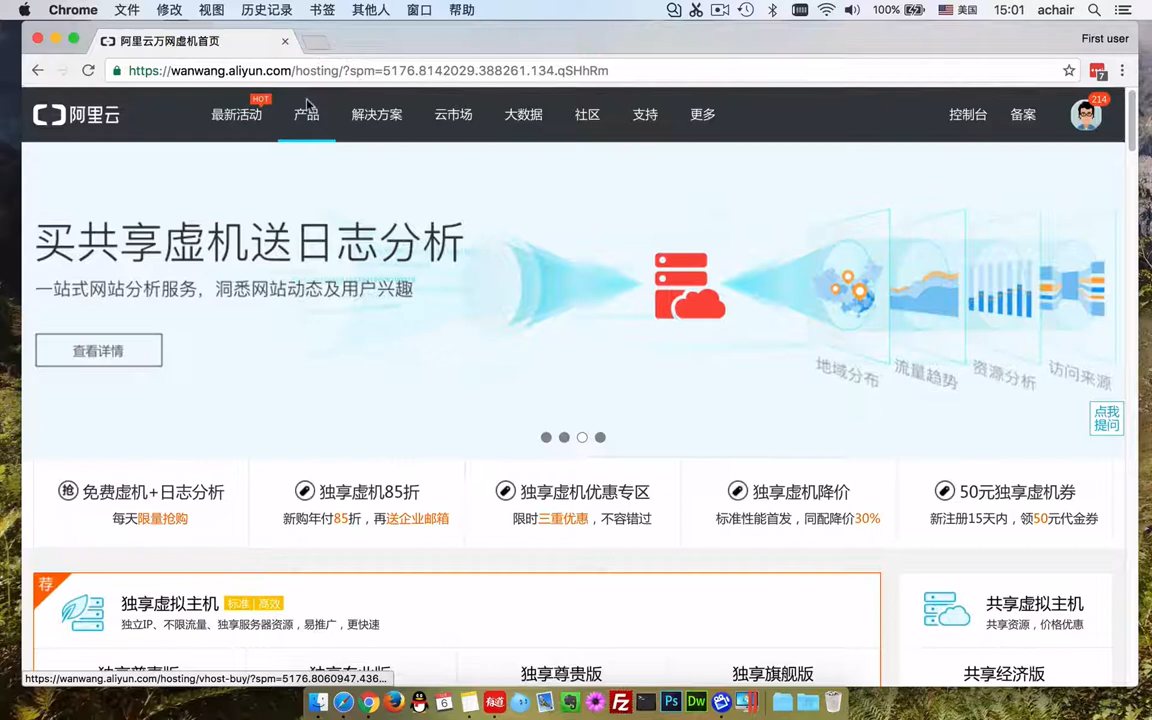 Chrome 文件 修改 视图 历史记录 书签 其他人 窗口 帮助 100% 美国 15:01 achair
阿里云万网虚机首页 First user
https://wanwang.aliyun.com/hosting/?spm=5176.8142029.388261.134.qSHhRm 7
阿里云 最新活动 HOT 产品 解决方案 云市场 大数据 社区 支持 更多 控制台 备案 214
买共享虚机送日志分析
一站式网站分析服务，洞悉网站动态及用户兴趣
查看详情
地域分布 流量趋势 资源分析 访问来源
点我
提问
抢 免费虚机+日志分析 独享虚机85折 独享虚机优惠专区 独享虚机降价 50元独享虚机券
每天限量抢购 新购年付85折，再送企业邮箱 限时三重优惠，不容错过 标准性能首发，同配降价30% 新注册15天内，领50元代金券
荐
独享虚拟主机 标准 | 高效 共享虚拟主机
独立IP、不限流量、独享服务器资源，易推广，更快速 共享资源，价格优惠
独享尊贵版 独享旗舰版 共享经济版
https://wanwang.aliyun.com/hosting/vhost-buy/?spm=5176.8060947.436...
6 有道 Fz Ps Dw